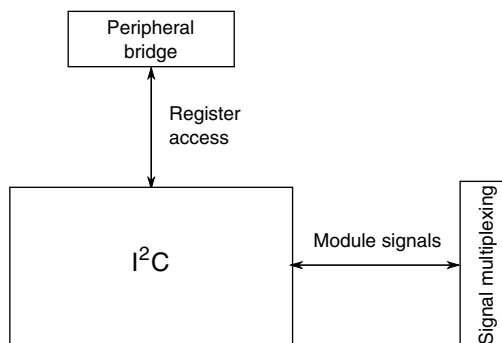 Peripheral
bridge
Register
access
I²C
Module signals
Signal multiplexing